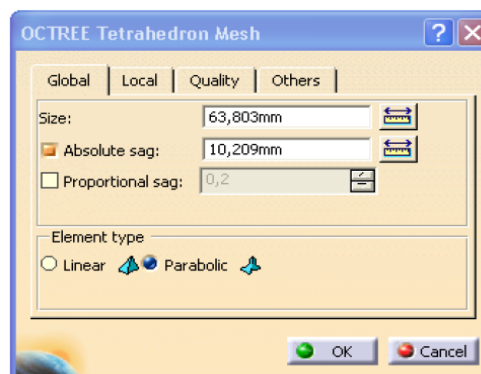 OCTREE Tetrahedron Mesh
Global Local Quality Others
Size: 63,803mm
Absolute sag: 10,209mm
Proportional sag: 0,2
Element type
Linear Parabolic
OK Cancel